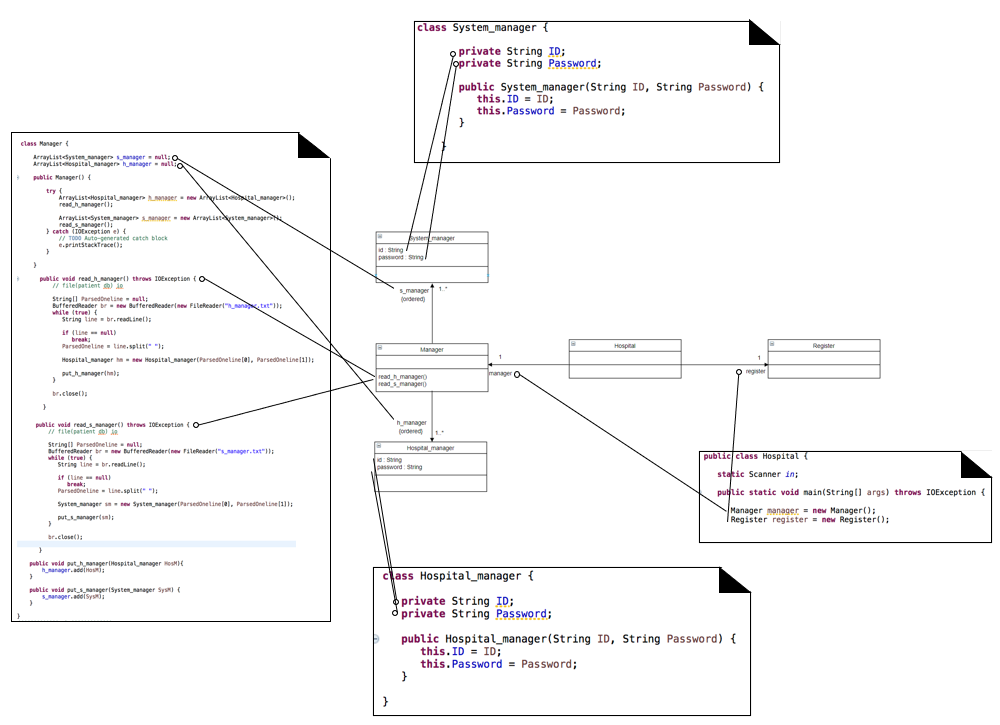 class System_manager {
private String ID;
private String Password;
public System_manager(String ID, String Password) {
this.ID = ID;
this.Password = Password;
}
}
class Manager {
ArrayList<System_manager> s_manager = null;
ArrayList<Hospital_manager> h_manager = null;
public Manager() {
try {
ArrayList<Hospital_manager> h_manager = new ArrayList<Hospital_manager>();
read_h_manager();
ArrayList<System_manager> s_manager = new ArrayList<System_manager>();
read_s_manager();
} catch (IOException e) {
// TODO Auto-generated catch block
e.printStackTrace();
}
}
public void read_h_manager() throws IOException {
// file(patient db) io
String[] ParsedOneline = null;
BufferedReader br = new BufferedReader(new FileReader("h_manager.txt"));
while (true) {
String line = br.readLine();
if (line == null)
break;
ParsedOneline = line.split(" ");
Hospital_manager hm = new Hospital_manager(ParsedOneline[0], ParsedOneline[1]);
put_h_manager(hm);
}
br.close();
}
public void read_s_manager() throws IOException {
// file(patient db) io
String[] ParsedOneline = null;
BufferedReader br = new BufferedReader(new FileReader("s_manager.txt"));
while (true) {
String line = br.readLine();
if (line == null)
break;
ParsedOneline = line.split(" ");
System_manager sm = new System_manager(ParsedOneline[0], ParsedOneline[1]);
put_s_manager(sm);
}
br.close();
}
public void put_h_manager(Hospital_manager HosM){
h_manager.add(HosM);
}
public void put_s_manager(System_manager SysM) {
s_manager.add(SysM);
}
}
System_manager
id : String
password : String
s_manager
(ordered)
1..*
Manager
read_h_manager()
read_s_manager()
1
manager
Hospital
1
register
Register
h_manager
(ordered)
1..*
Hospital_manager
id : String
password : String
public class Hospital {
static Scanner in;
public static void main(String[] args) throws IOException {
Manager manager = new Manager();
Register register = new Register();
class Hospital_manager {
private String ID;
private String Password;
public Hospital_manager(String ID, String Password) {
this.ID = ID;
this.Password = Password;
}
}